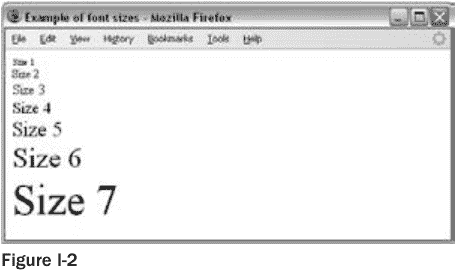 Example of font sizes - Mozilla Firefox
File Edit View History Bookmarks Tools Help
Size 1
Size 2
Size 3
Size 4
Size 5
Size 6
Size 7
Figure I-2